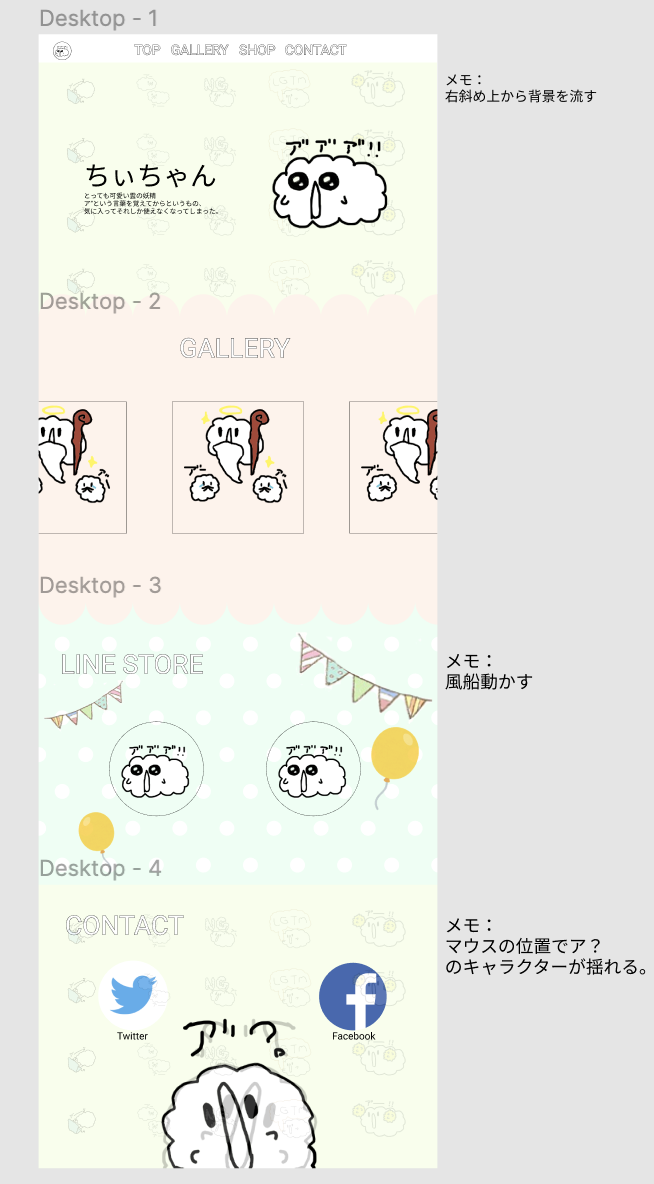 Desktop - 1
TOP GALLERY SHOP CONTACT
メモ：
右斜め上から背景を流す
ア゛ア゛ア゛!!
ちぃちゃん
とっても可愛い雲の妖精
ア"という言葉を覚えてからというもの、
気に入ってそれしか使えなくなってしまった。
Desktop - 2
GALLERY
Desktop - 3
LINE STORE
メモ：
風船動かす
ア゛ア゛ア゛!!
ア゛ア゛ア゛!!
Desktop - 4
CONTACT
メモ：
マウスの位置でア？
のキャラクターが揺れる。
Twitter
Facebook
ア゛?